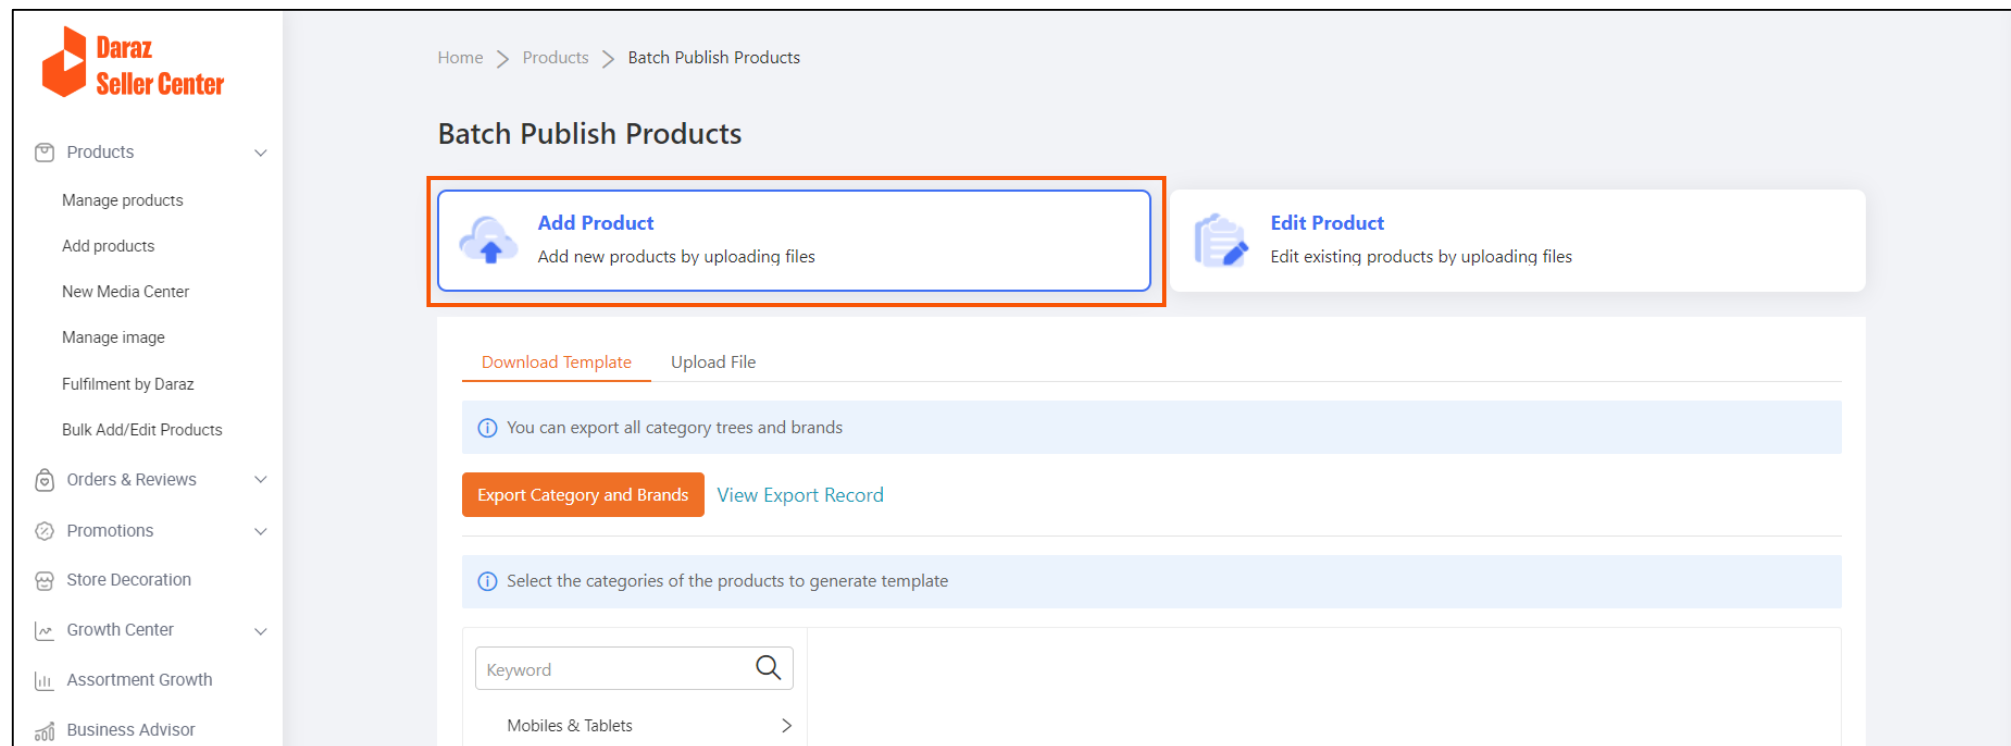 Daraz
Seller Center
Products
Manage products
Add products
New Media Center
Manage image
Fulfilment by Daraz
Bulk Add/Edit Products
Orders & Reviews
Promotions
Store Decoration
Growth Center
Assortment Growth
Business Advisor
Home > Products > Batch Publish Products
Batch Publish Products
Add Product
Add new products by uploading files
Edit Product
Edit existing products by uploading files
Download Template Upload File
You can export all category trees and brands
Export Category and Brands View Export Record
Select the categories of the products to generate template
Keyword
Mobiles & Tablets >